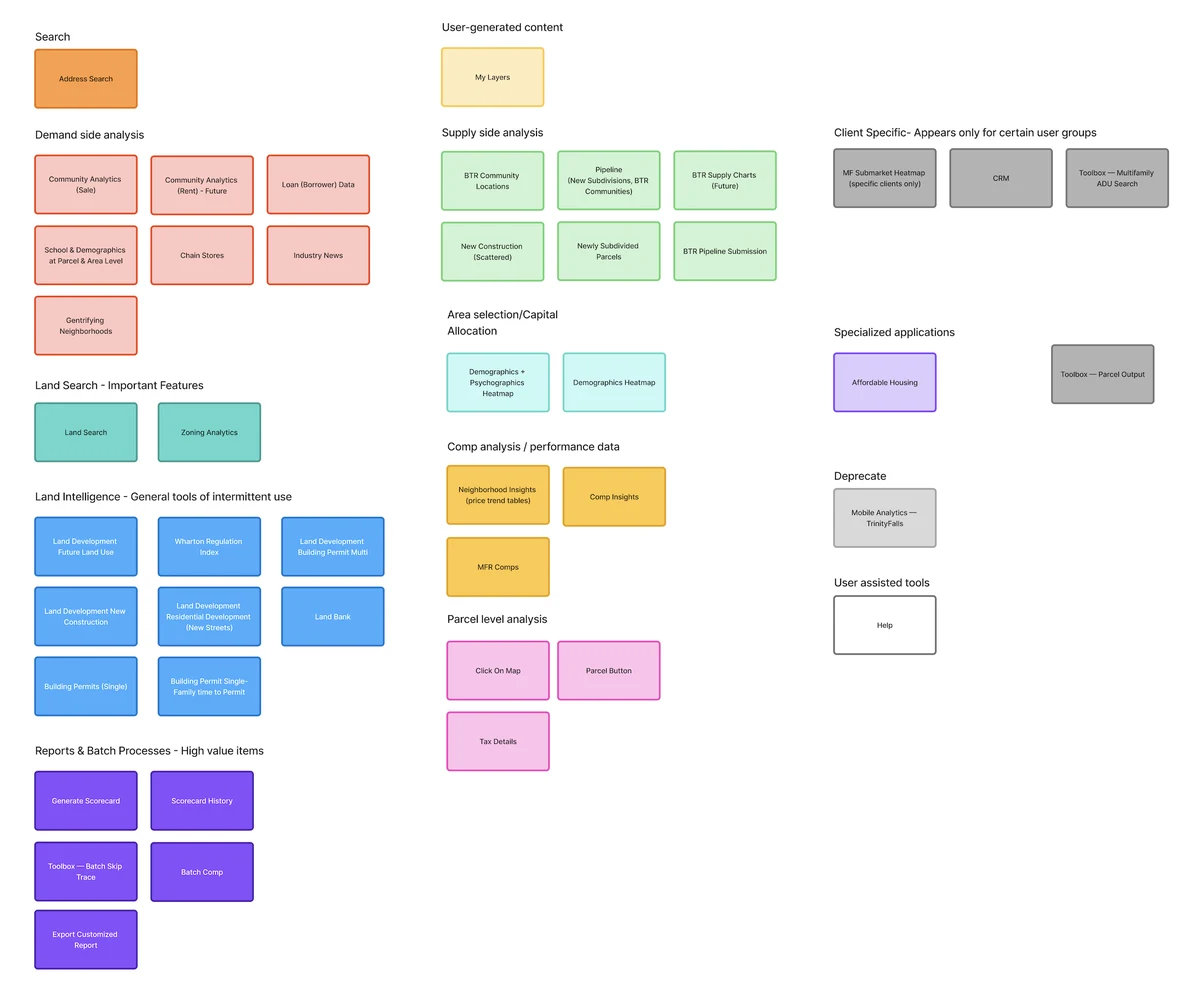 Search
Address Search
Demand side analysis
Community Analytics
(Sale)
Community Analytics
(Rent) - Future
Loan (Borrower) Data
School & Demographics
at Parcel & Area Level
Chain Stores
Industry News
Gentrifying
Neighborhoods
Land Search - Important Features
Land Search
Zoning Analytics
Land Intelligence - General tools of intermittent use
Land Development
Future Land Use
Wharton Regulation
Index
Land Development
Building Permit Multi
Land Development New
Construction
Land Development
Residential Development
(New Streets)
Land Bank
Building Permits (Single)
Building Permit Single-
Family time to Permit
Reports & Batch Processes - High value items
Generate Scorecard
Scorecard History
Toolbox — Batch Skip
Trace
Batch Comp
Export Customized
Report
User-generated content
My Layers
Supply side analysis
BTR Community
Locations
Pipeline
(New Subdivisions, BTR
Communities)
BTR Supply Charts
(Future)
New Construction
(Scattered)
Newly Subdivided
Parcels
BTR Pipeline Submission
Area selection/Capital
Allocation
Demographics +
Psychographics
Heatmap
Demographics Heatmap
Comp analysis / performance data
Neighborhood Insights
(price trend tables)
Comp Insights
MFR Comps
Parcel level analysis
Click On Map
Parcel Button
Tax Details
Client Specific- Appears only for certain user groups
MF Submarket Heatmap
(specific clients only)
CRM
Toolbox — Multifamily
ADU Search
Specialized applications
Affordable Housing
Toolbox — Parcel Output
Deprecate
Mobile Analytics —
TrinityFalls
User assisted tools
Help